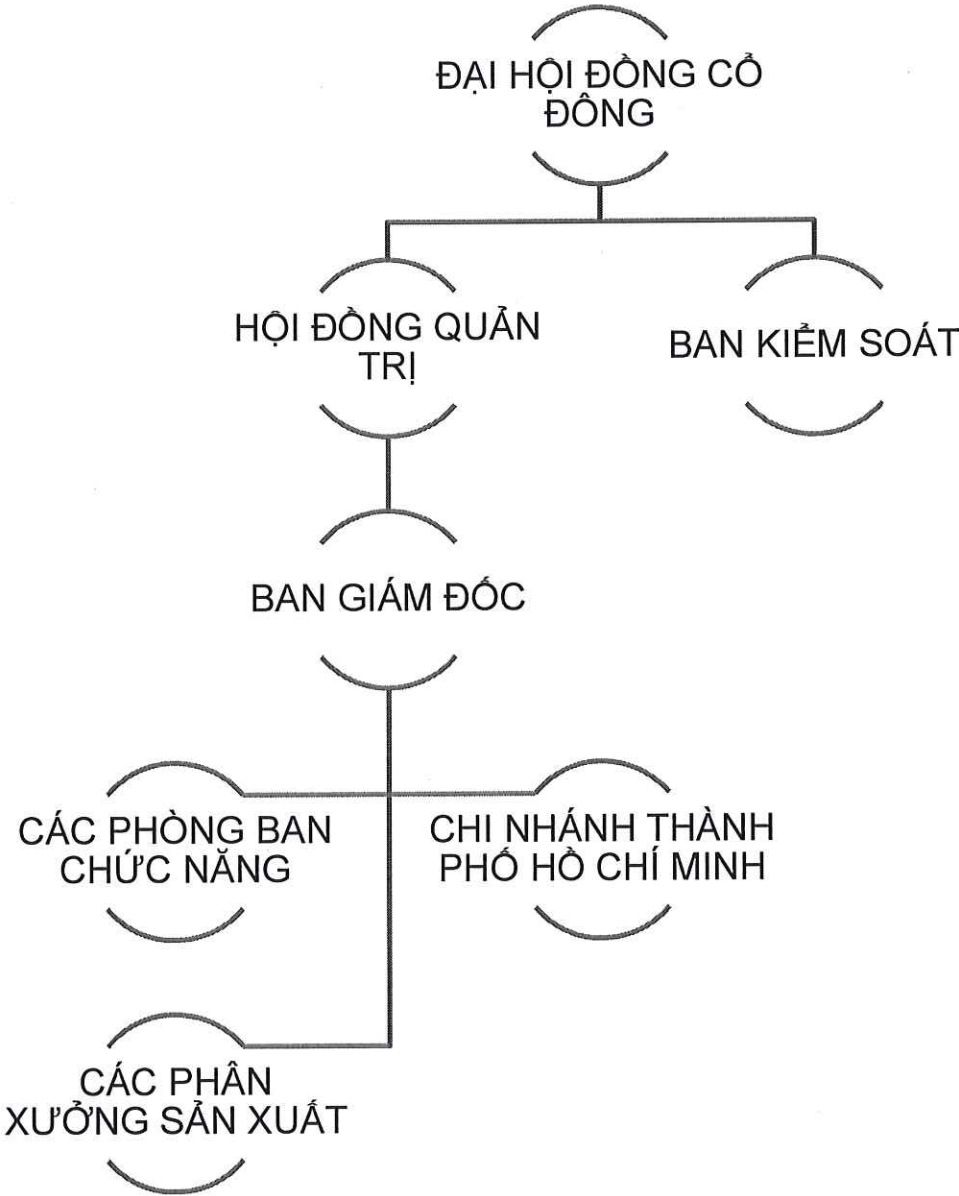 ĐẠI HỘI ĐỒNG CỔ
ĐÔNG
HỘI ĐỒNG QUẢN
TRỊ
BAN KIỂM SOÁT
BAN GIÁM ĐỐC
CÁC PHÒNG BAN
CHỨC NĂNG
CHI NHÁNH THÀNH
PHỐ HỒ CHÍ MINH
CÁC PHÂN
XƯỞNG SẢN XUẤT